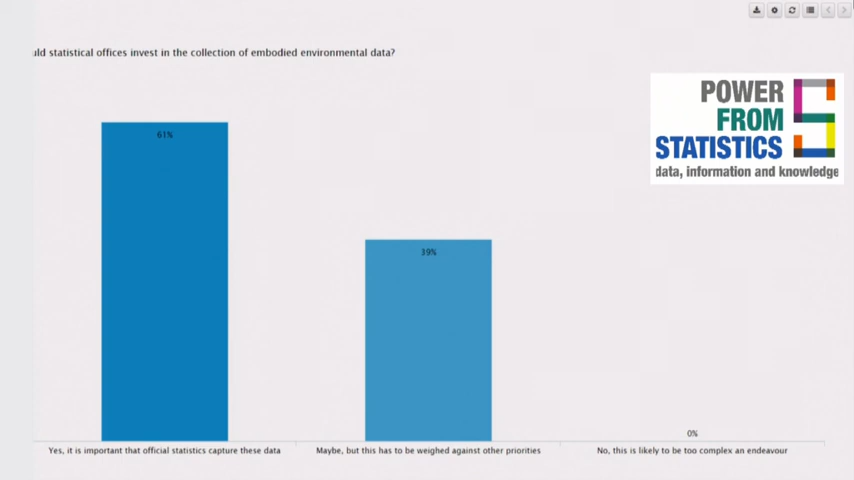 uld statistical offices invest in the collection of embodied environmental data?
POWER
FROM
STATISTICS
data, information and knowledge
61%
39%
0%
Yes, it is important that official statistics capture these data
Maybe, but this has to be weighed against other priorities
No, this is likely to be too complex an endeavour